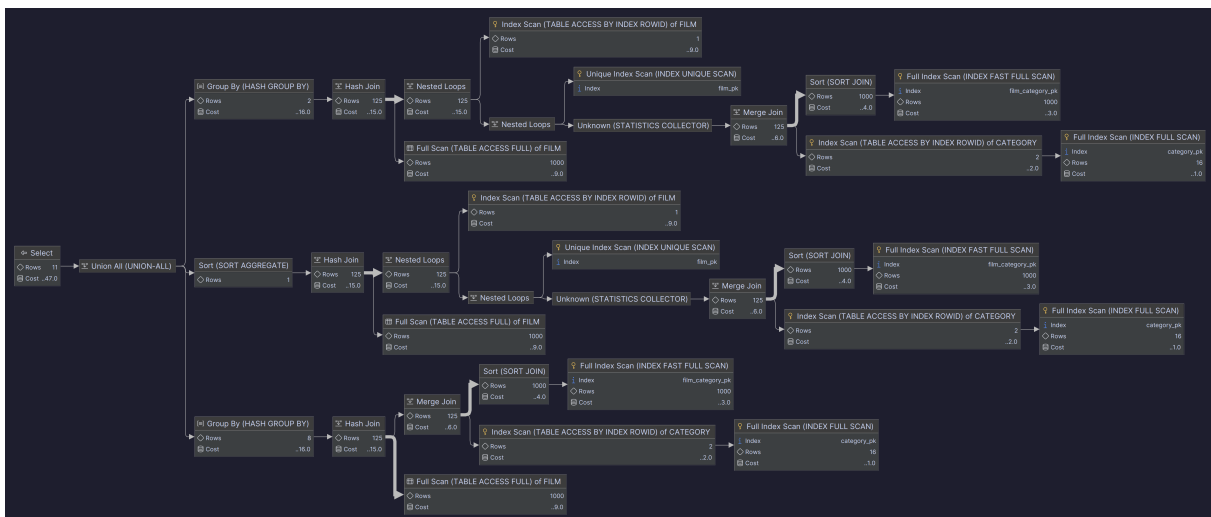 Index Scan (TABLE ACCESS BY INDEX ROWID) of FILM
Rows 1
Cost ..9.0
Group By (HASH GROUP BY)
Rows 2
Cost ..16.0
Hash Join
Rows 125
Cost ..15.0
Nested Loops
Rows 125
Cost ..15.0
Unique Index Scan (INDEX UNIQUE SCAN)
Index film_pk
Nested Loops
Unknown (STATISTICS COLLECTOR)
Merge Join
Rows 125
Cost ..6.0
Sort (SORT JOIN)
Rows 1000
Cost ..4.0
Full Index Scan (INDEX FAST FULL SCAN)
Index film_category_pk
Rows 1000
Cost ..3.0
Index Scan (TABLE ACCESS BY INDEX ROWID) of CATEGORY
Rows 2
Cost ..2.0
Full Index Scan (INDEX FULL SCAN)
Index category_pk
Rows 16
Cost ..1.0
Full Scan (TABLE ACCESS FULL) of FILM
Rows 1000
Cost ..9.0
Select
Rows 11
Cost ..47.0
Union All (UNION-ALL)
Index Scan (TABLE ACCESS BY INDEX ROWID) of FILM
Rows 1
Cost ..9.0
Sort (SORT AGGREGATE)
Rows 1
Hash Join
Rows 125
Cost ..15.0
Nested Loops
Rows 125
Cost ..15.0
Unique Index Scan (INDEX UNIQUE SCAN)
Index film_pk
Nested Loops
Unknown (STATISTICS COLLECTOR)
Merge Join
Rows 125
Cost ..6.0
Sort (SORT JOIN)
Rows 1000
Cost ..4.0
Full Index Scan (INDEX FAST FULL SCAN)
Index film_category_pk
Rows 1000
Cost ..3.0
Index Scan (TABLE ACCESS BY INDEX ROWID) of CATEGORY
Rows 2
Cost ..2.0
Full Index Scan (INDEX FULL SCAN)
Index category_pk
Rows 16
Cost ..1.0
Full Scan (TABLE ACCESS FULL) of FILM
Rows 1000
Cost ..9.0
Group By (HASH GROUP BY)
Rows 8
Cost ..16.0
Hash Join
Rows 125
Cost ..15.0
Merge Join
Rows 125
Cost ..6.0
Sort (SORT JOIN)
Rows 1000
Cost ..4.0
Full Index Scan (INDEX FAST FULL SCAN)
Index film_category_pk
Rows 1000
Cost ..3.0
Index Scan (TABLE ACCESS BY INDEX ROWID) of CATEGORY
Rows 2
Cost ..2.0
Full Index Scan (INDEX FULL SCAN)
Index category_pk
Rows 16
Cost ..1.0
Full Scan (TABLE ACCESS FULL) of FILM
Rows 1000
Cost ..9.0